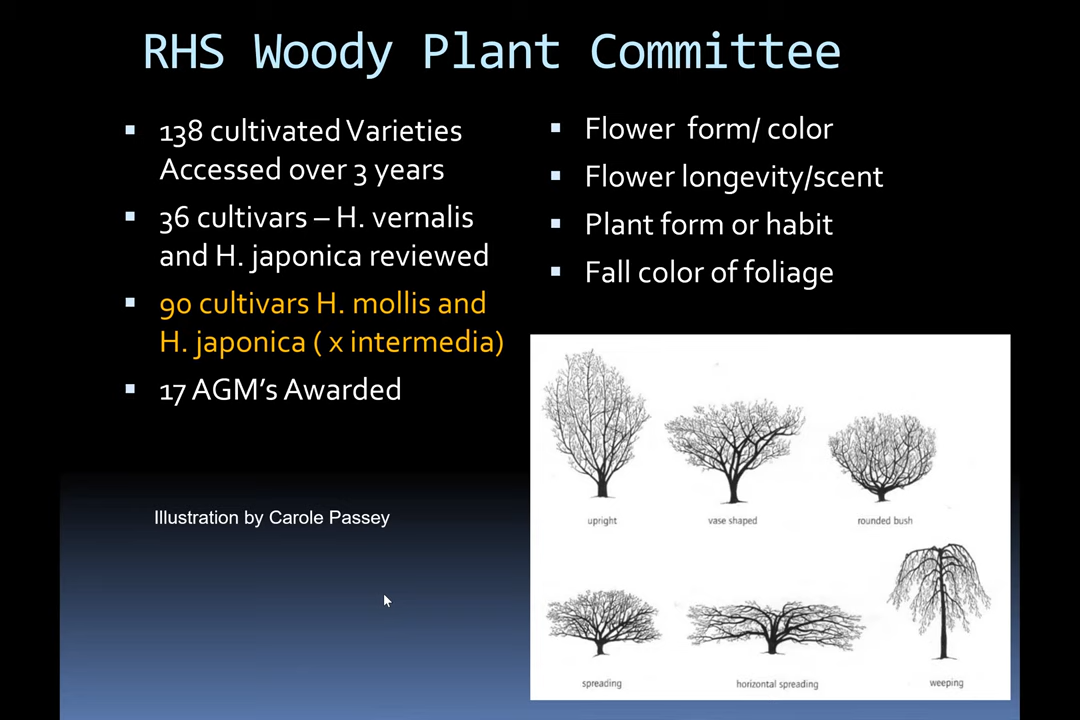 RHS Woody Plant Committee
138 cultivated Varieties
Accessed over 3 years
36 cultivars – H. vernalis
and H. japonica reviewed
90 cultivars H. mollis and
H. japonica ( x intermedia)
17 AGM's Awarded
Flower form/ color
Flower longevity/scent
Plant form or habit
Fall color of foliage
Illustration by Carole Passey
upright
vase shaped
rounded bush
spreading
horizontal spreading
weeping